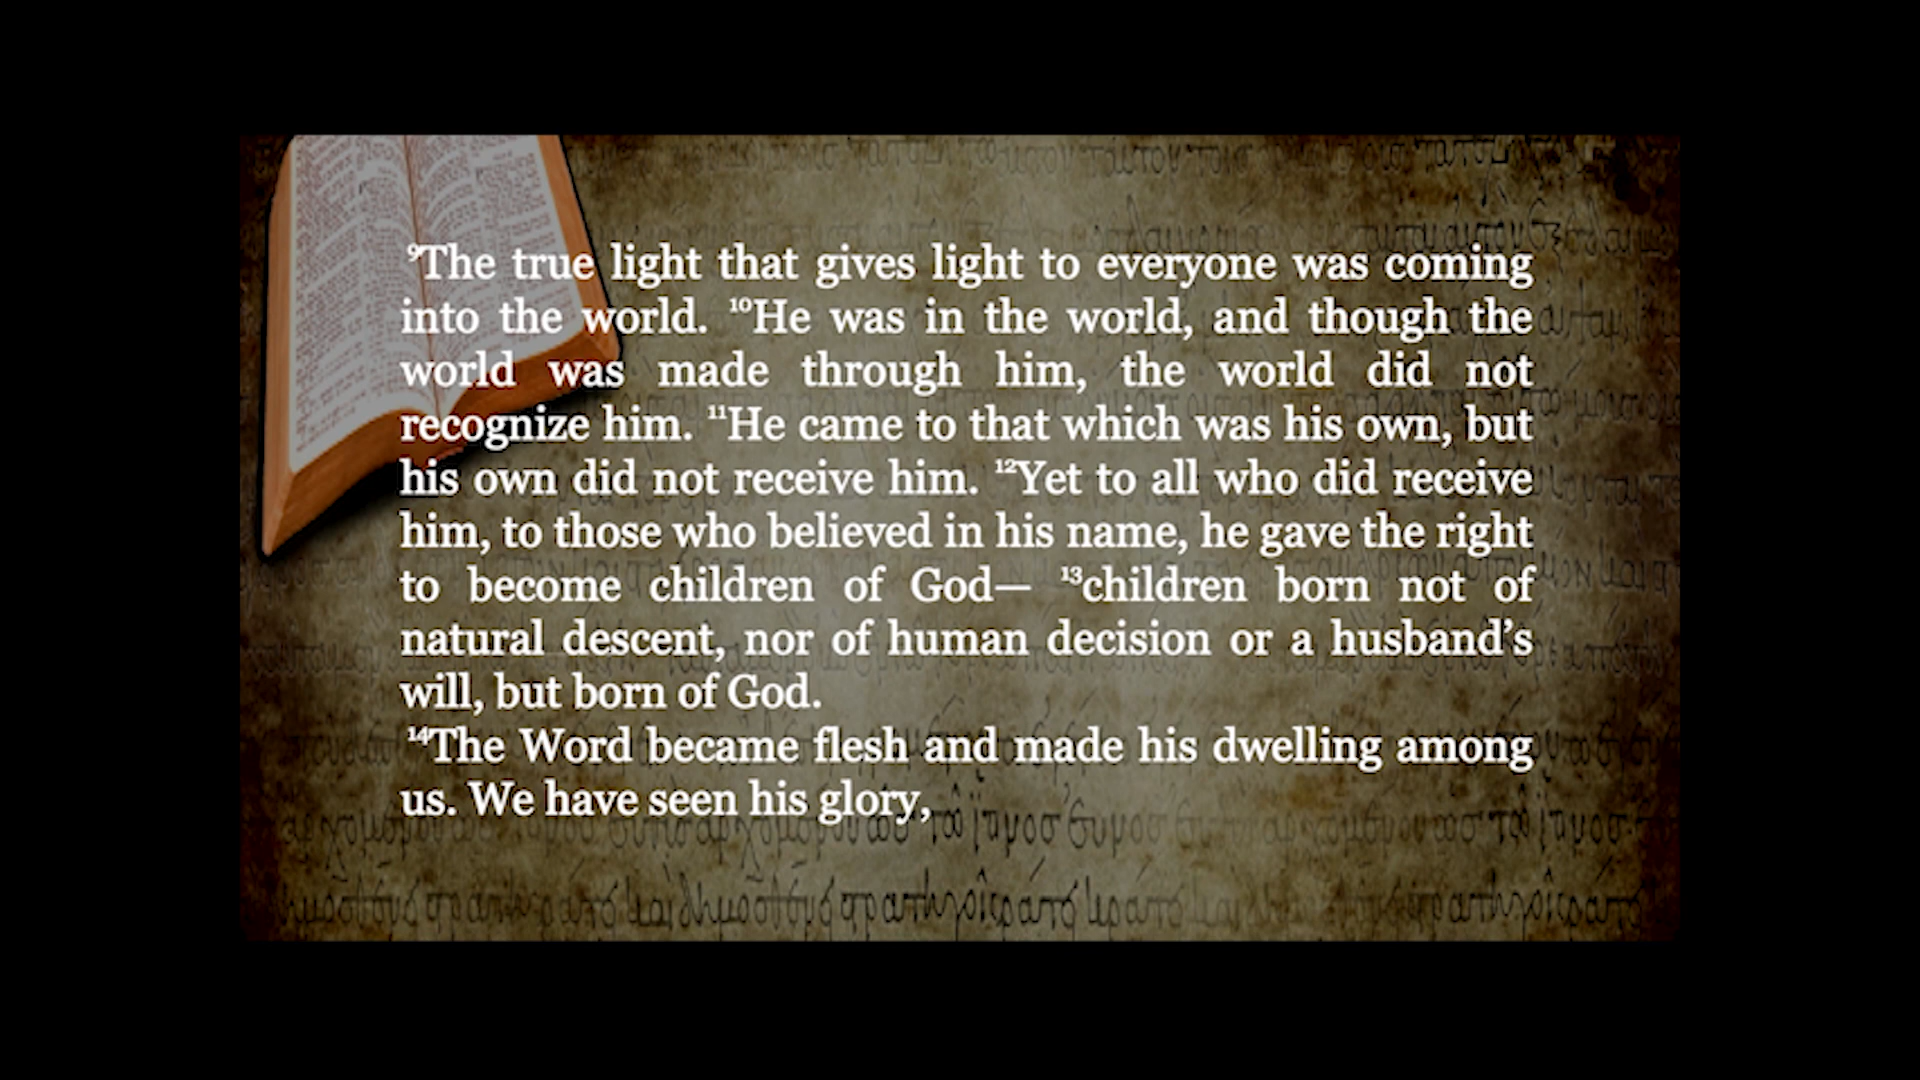 ⁹The true light that gives light to everyone was coming
into the world. ¹⁰He was in the world, and though the
world was made through him, the world did not
recognize him. ¹¹He came to that which was his own, but
his own did not receive him. ¹²Yet to all who did receive
him, to those who believed in his name, he gave the right
to become children of God— ¹³children born not of
natural descent, nor of human decision or a husband’s
will, but born of God.
¹⁴The Word became flesh and made his dwelling among
us. We have seen his glory,